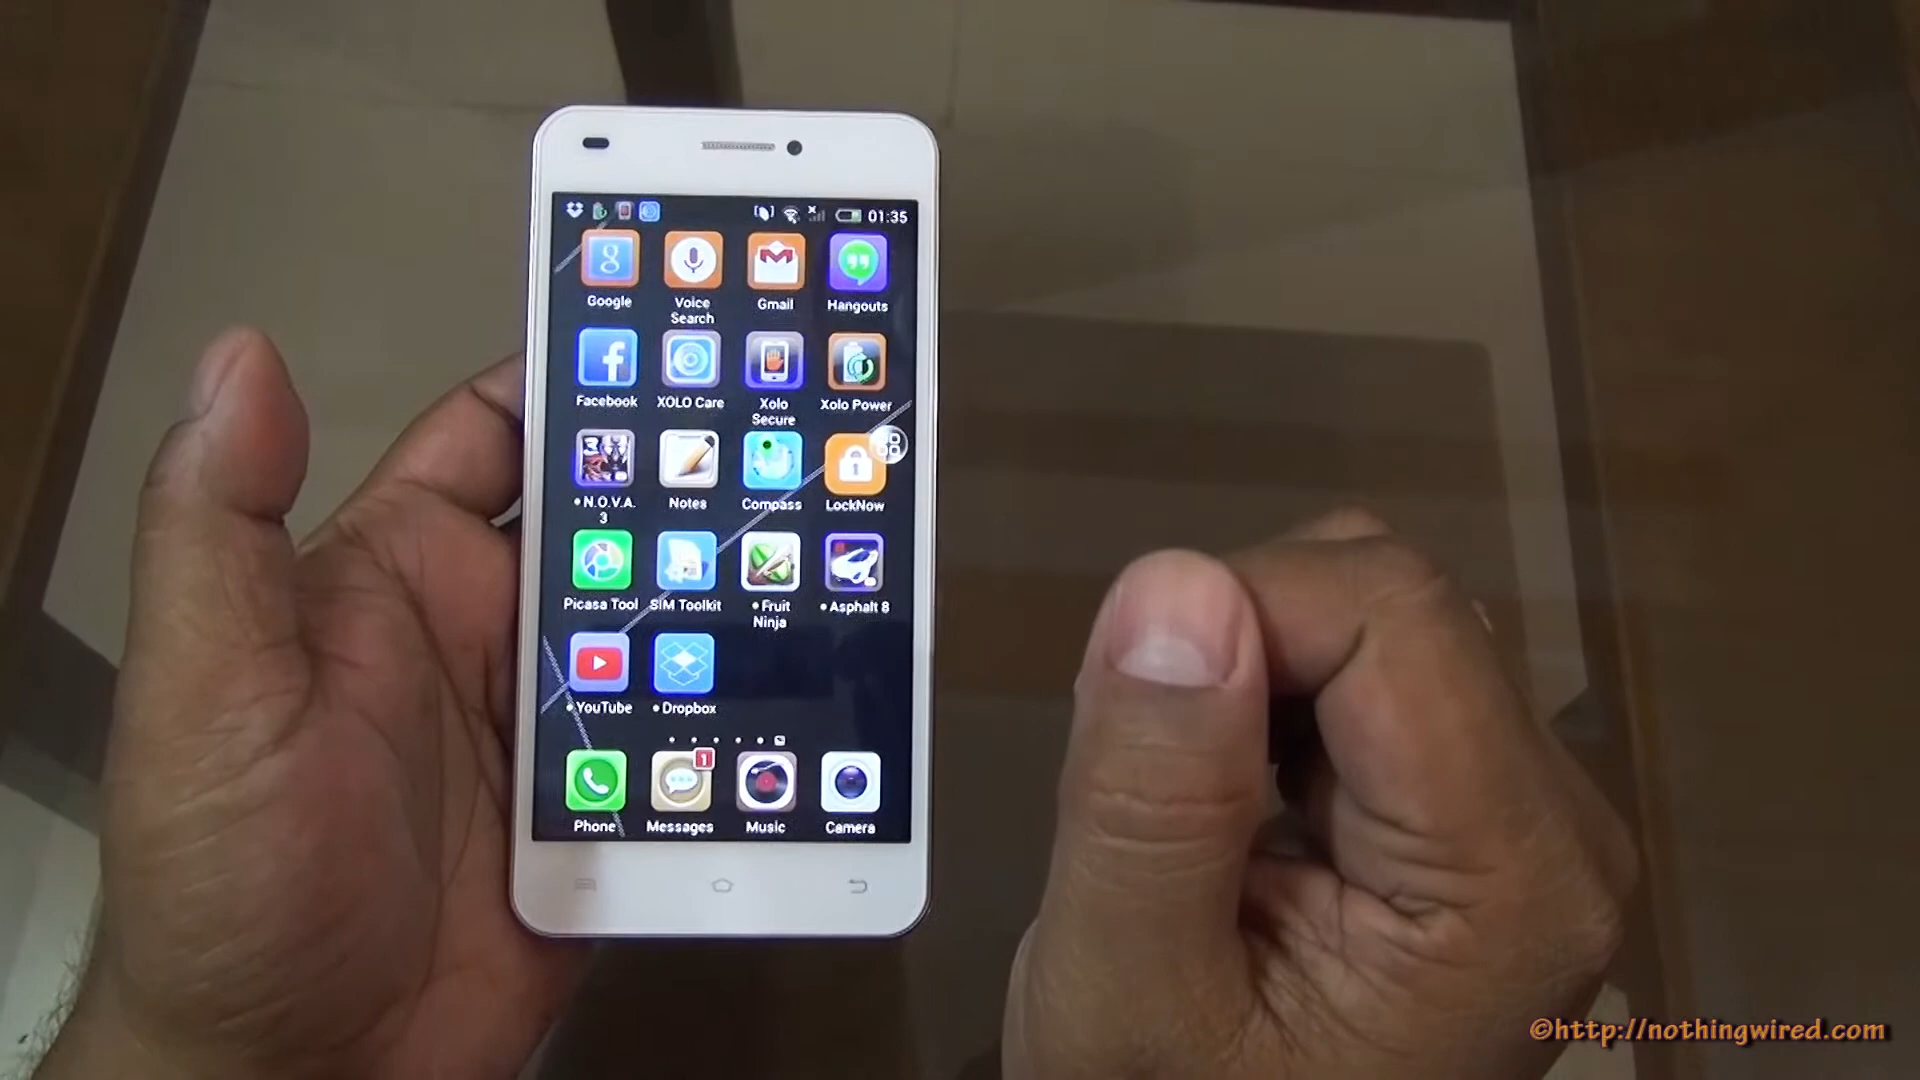 01:35
Google
Voice
Search
Gmail
Hangouts
Facebook
XOLO Care
Xolo
Secure
Xolo Power
N.O.V.A.
3
Notes
Compass
LockNow
Picasa Tool
SIM Toolkit
Fruit
Ninja
Asphalt 8
YouTube
Dropbox
1
Phone
Messages
Music
Camera
©http://nothingwired.com